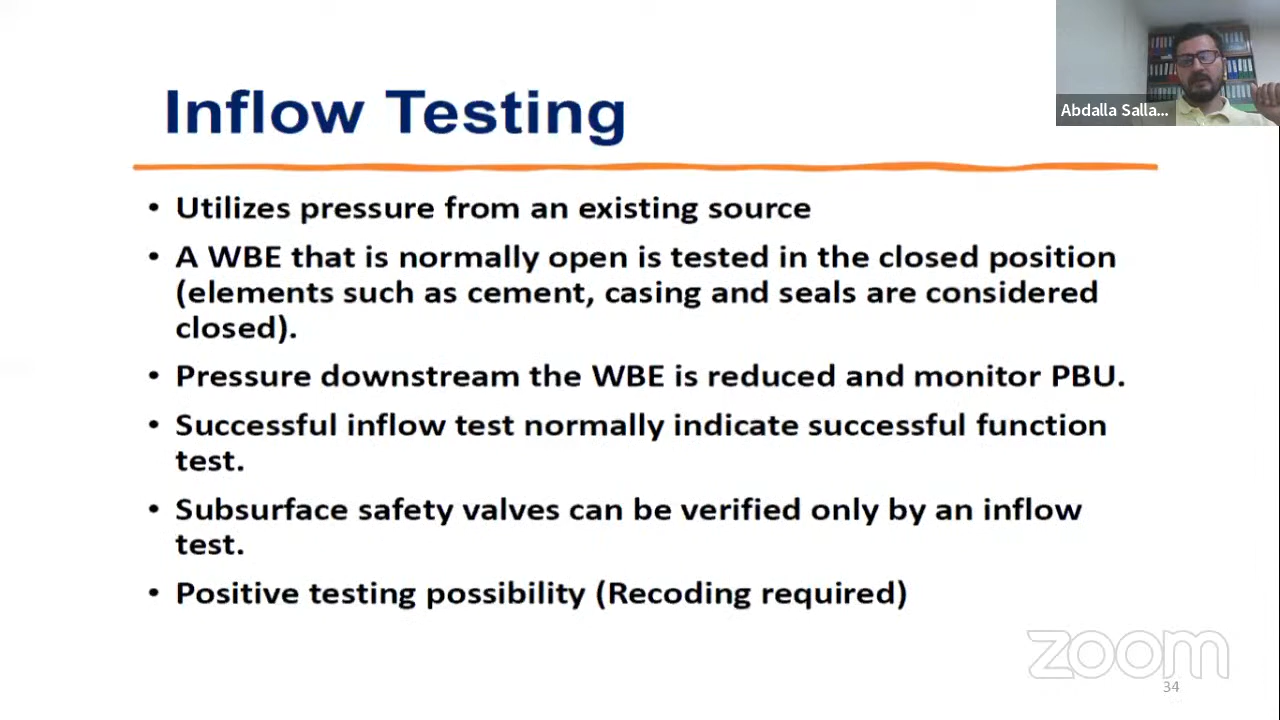 Inflow Testing
Abdalla Salla...
• Utilizes pressure from an existing source
• A WBE that is normally open is tested in the closed position
(elements such as cement, casing and seals are considered
closed).
• Pressure downstream the WBE is reduced and monitor PBU.
• Successful inflow test normally indicate successful function
test.
• Subsurface safety valves can be verified only by an inflow
test.
• Positive testing possibility (Recoding required)
zoom
34